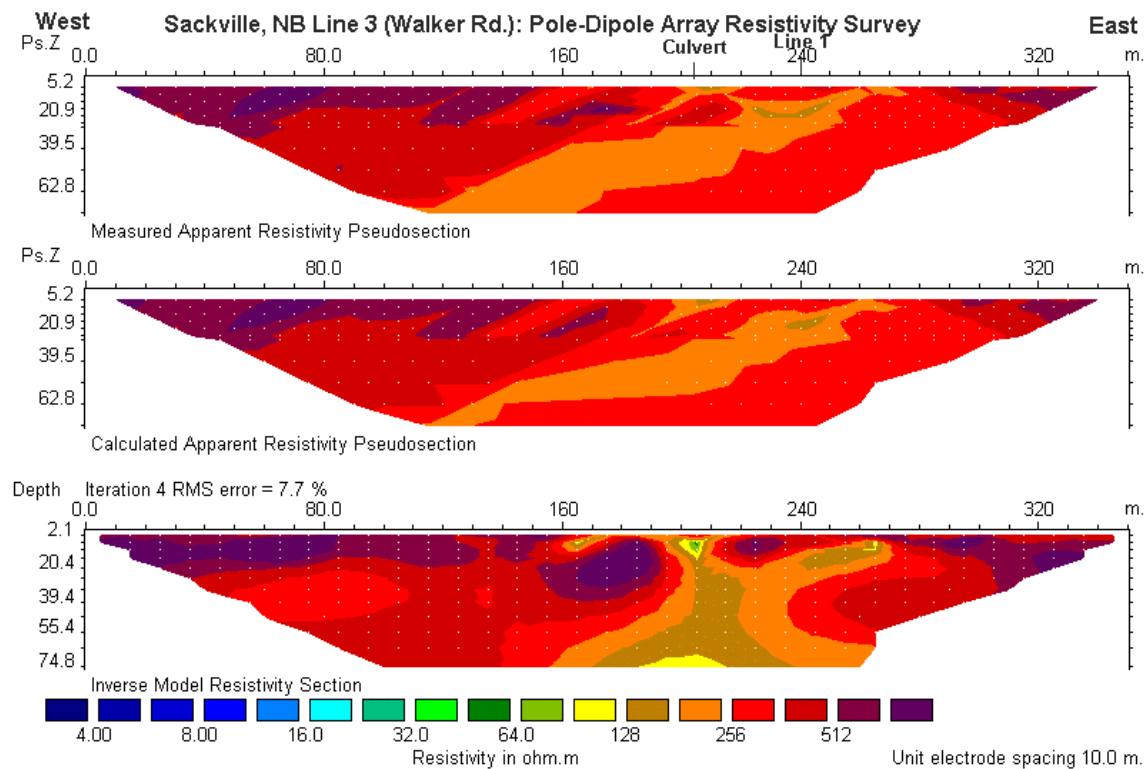 West Sackville, NB Line 3 (Walker Rd.): Pole-Dipole Array Resistivity Survey East
Ps.Z Culvert Line 1
0.0 80.0 160 240 320 m.
5.2
20.9
39.5
62.8
Measured Apparent Resistivity Pseudosection
Ps.Z
0.0 80.0 160 240 320 m.
5.2
20.9
39.5
62.8
Calculated Apparent Resistivity Pseudosection
Depth Iteration 4 RMS error = 7.7 %
0.0 80.0 160 240 320 m.
2.1
20.4
39.4
55.4
74.8
Inverse Model Resistivity Section
4.00 8.00 16.0 32.0 64.0 128 256 512
Resistivity in ohm.m Unit electrode spacing 10.0 m.